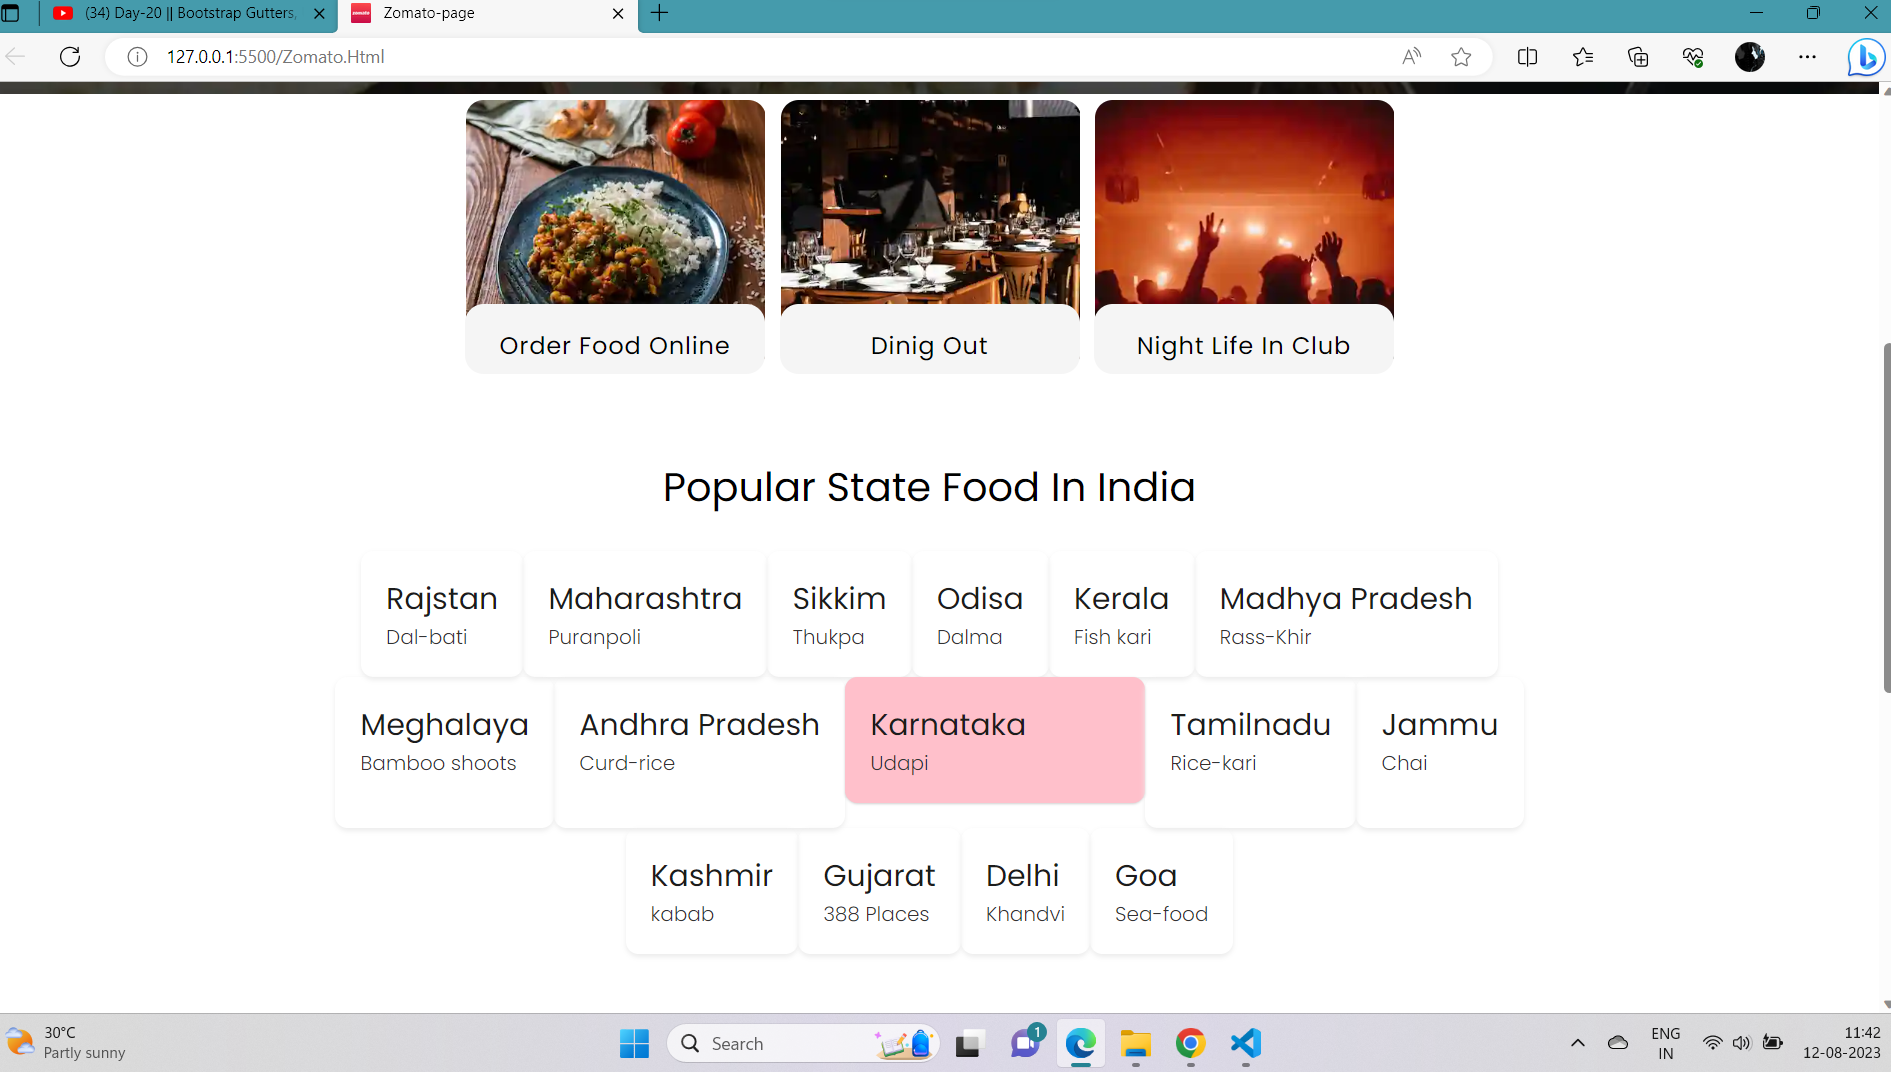 (34) Day-20 || Bootstrap Gutters,
Zomato-page
127.0.0.1:5500/Zomato.Html
Order Food Online
Dinig Out
Night Life In Club
Popular State Food In India
Rajstan
Dal-bati
Maharashtra
Puranpoli
Sikkim
Thukpa
Odisa
Dalma
Kerala
Fish kari
Madhya Pradesh
Rass-Khir
Meghalaya
Bamboo shoots
Andhra Pradesh
Curd-rice
Karnataka
Udapi
Tamilnadu
Rice-kari
Jammu
Chai
Kashmir
kabab
Gujarat
388 Places
Delhi
Khandvi
Goa
Sea-food
30°C
Partly sunny
Search
1
ENG
IN
11:42
12-08-2023